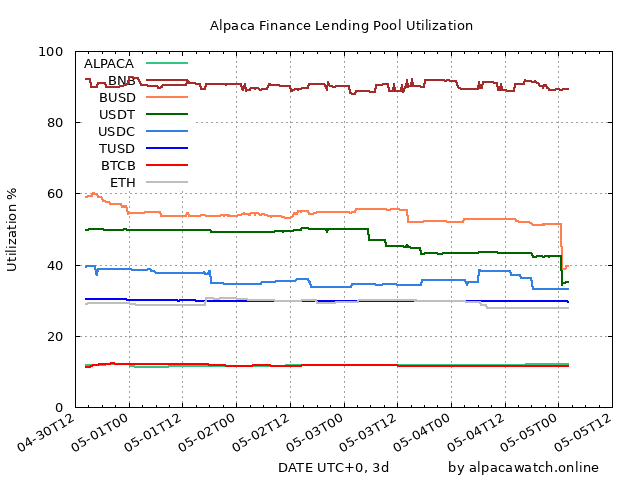 Alpaca Finance Lending Pool Utilization
Utilization %
100
80
60
40
20
0
ALPACA
BNB
BUSD
USDT
USDC
TUSD
BTCB
ETH
04-30T12
05-01T00
05-01T12
05-02T00
05-02T12
05-03T00
05-03T12
05-04T00
05-04T12
05-05T00
05-05T12
DATE UTC+0, 3d
by alpacawatch.online